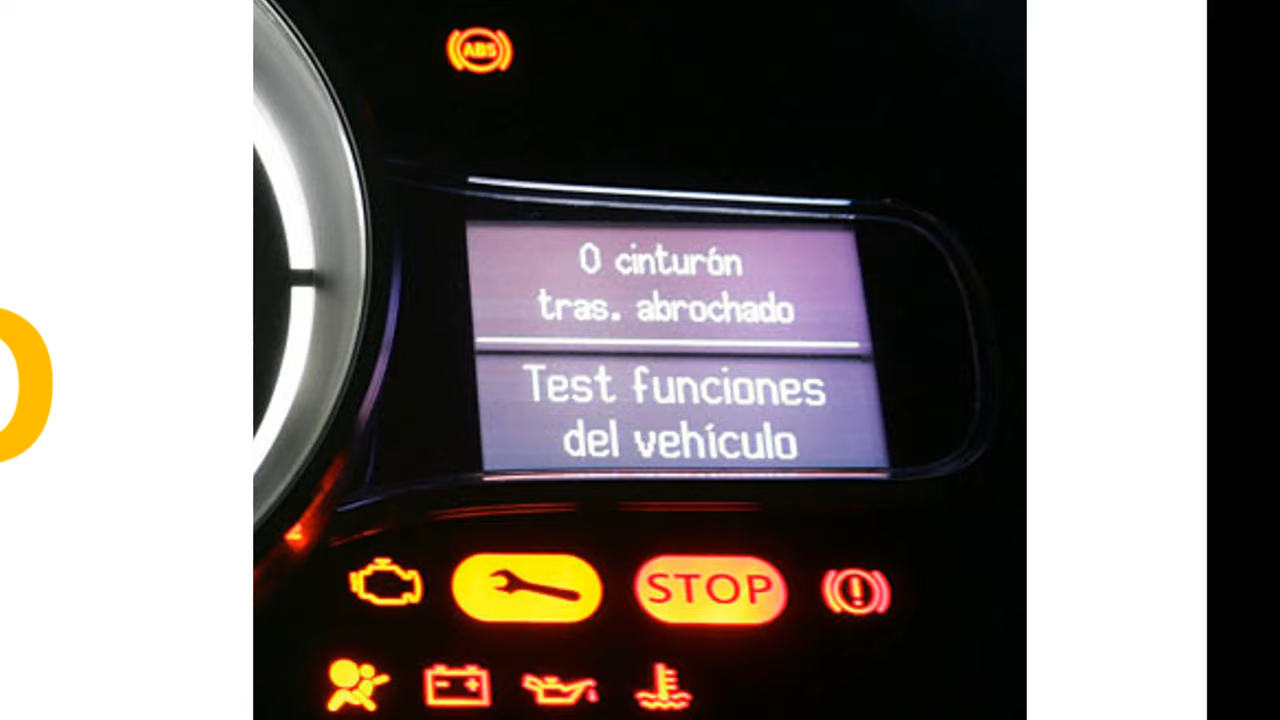 ABS
0 cinturón
tras. abrochado
Test funciones
del vehículo
STOP